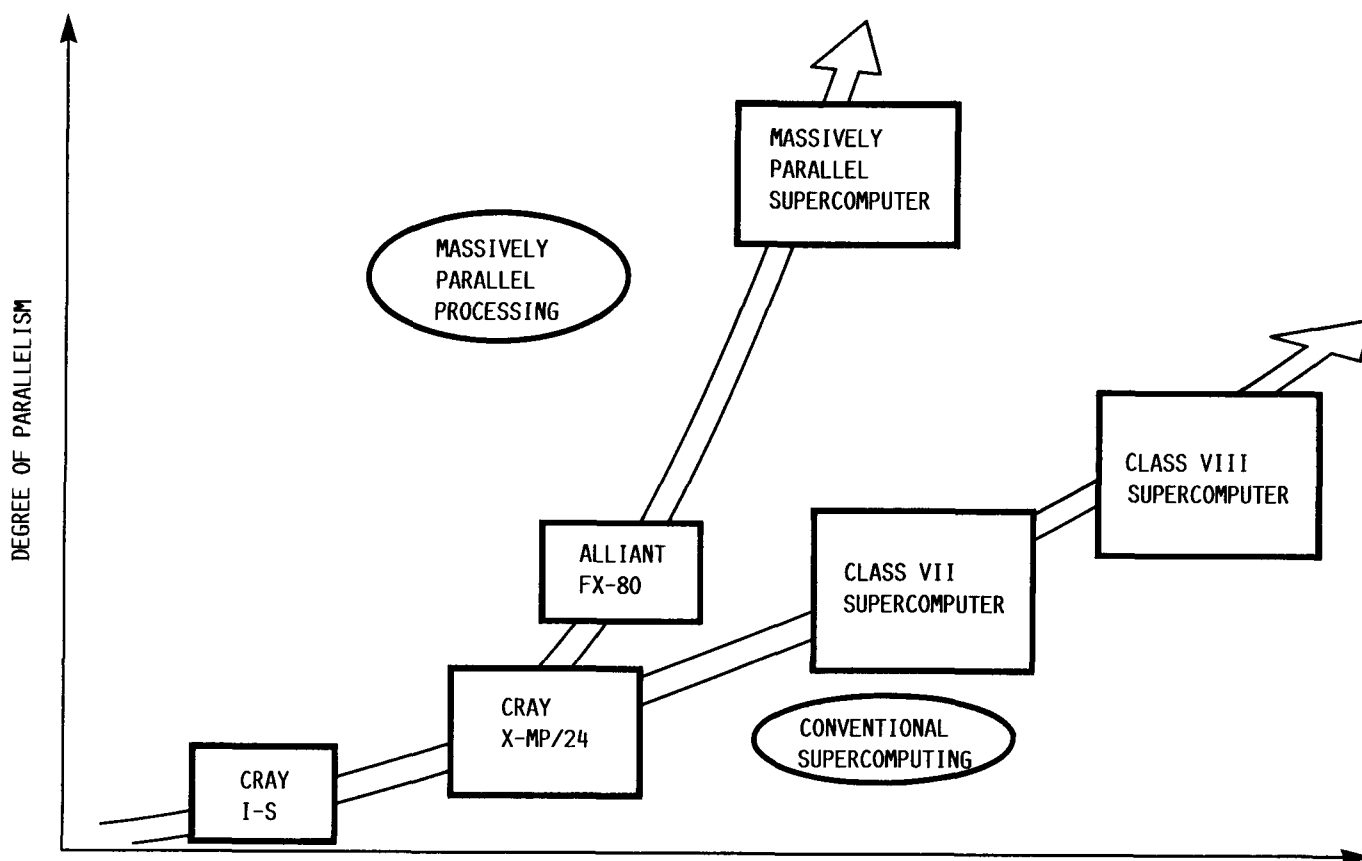 MASSIVELY
PARALLEL
SUPERCOMPUTER
MASSIVELY
PARALLEL
PROCESSING
DEGREE OF PARALLELISM
CLASS VIII
SUPERCOMPUTER
ALLIANT
FX-80
CLASS VII
SUPERCOMPUTER
CRAY
X-MP/24
CONVENTIONAL
SUPERCOMPUTING
CRAY
I-S